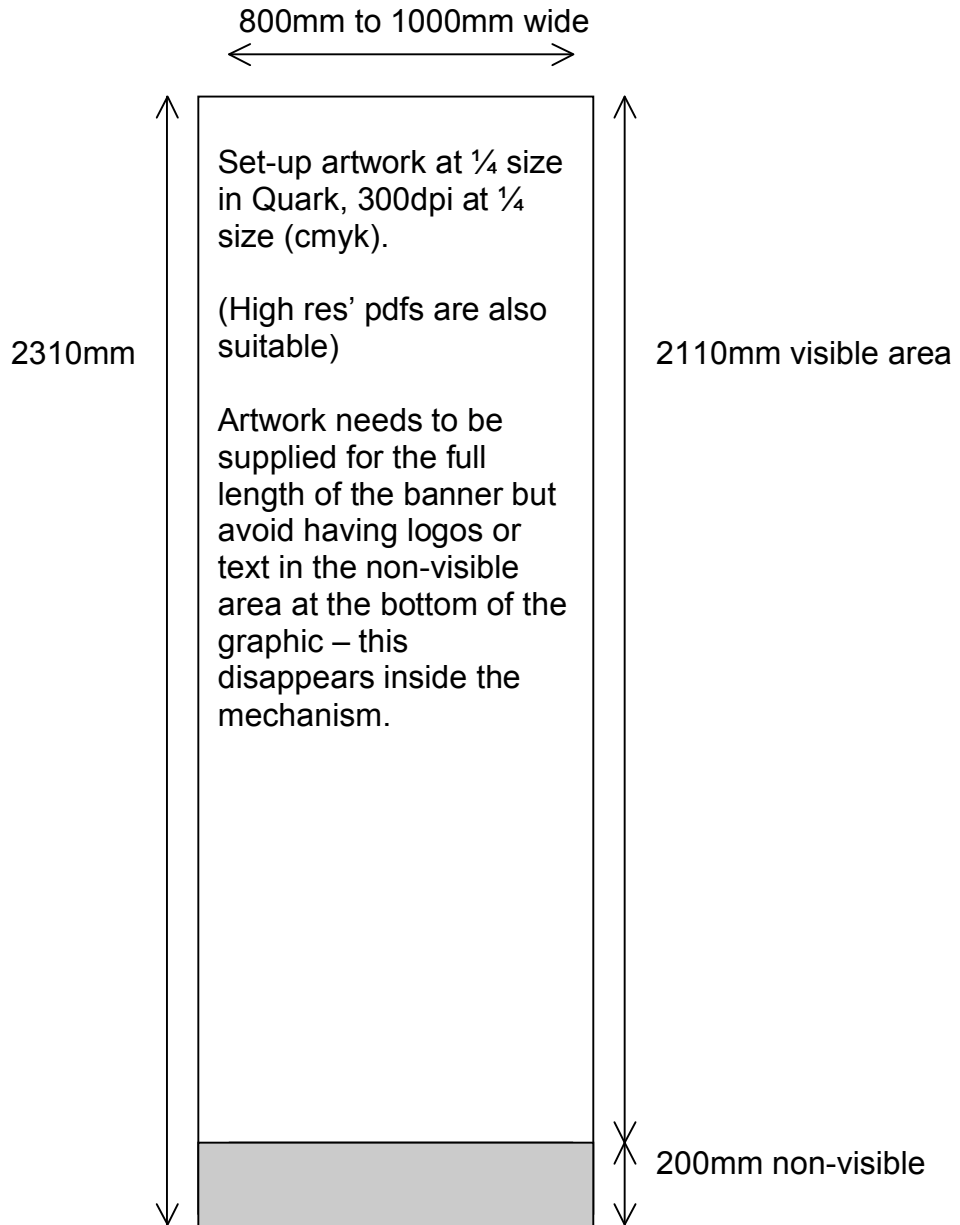 800mm to 1000mm wide
Set-up artwork at ¼ size
in Quark, 300dpi at ¼
size (cmyk).
(High res’ pdfs are also
suitable)
2310mm
2110mm visible area
Artwork needs to be
supplied for the full
length of the banner but
avoid having logos or
text in the non-visible
area at the bottom of the
graphic – this
disappears inside the
mechanism.
200mm non-visible